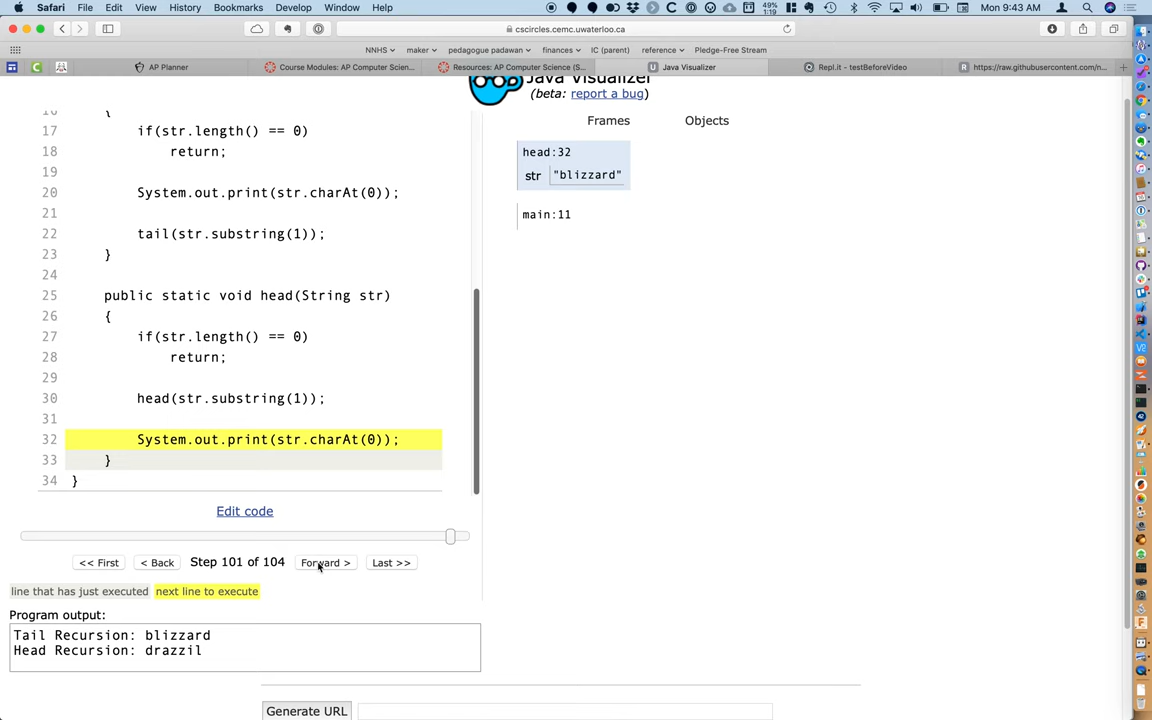 Safari File Edit View History Bookmarks Develop Window Help 49% 1:19 Mon 9:43 AM
cscircles.cemc.uwaterloo.ca
NNHS maker pedagogue padawan finances IC (parent) reference Pledge-Free Stream
AP Planner Course Modules: AP Computer Scien... Resources: AP Computer Science (S... Java Visualizer Repl.it - testBeforeVideo https://raw.githubusercontent.com/n...
Java Visualizer
(beta: report a bug)
Frames Objects
16 {
17 if(str.length() == 0)
18 return;
19
20 System.out.print(str.charAt(0));
21
22 tail(str.substring(1));
23 }
24
25 public static void head(String str)
26 {
27 if(str.length() == 0)
28 return;
29
30 head(str.substring(1));
31
32 System.out.print(str.charAt(0));
33 }
34 }
head:32
str "blizzard"
main:11
Edit code
<< First < Back Step 101 of 104 Forward > Last >>
line that has just executed next line to execute
Program output:
Tail Recursion: blizzard
Head Recursion: drazzil
Generate URL